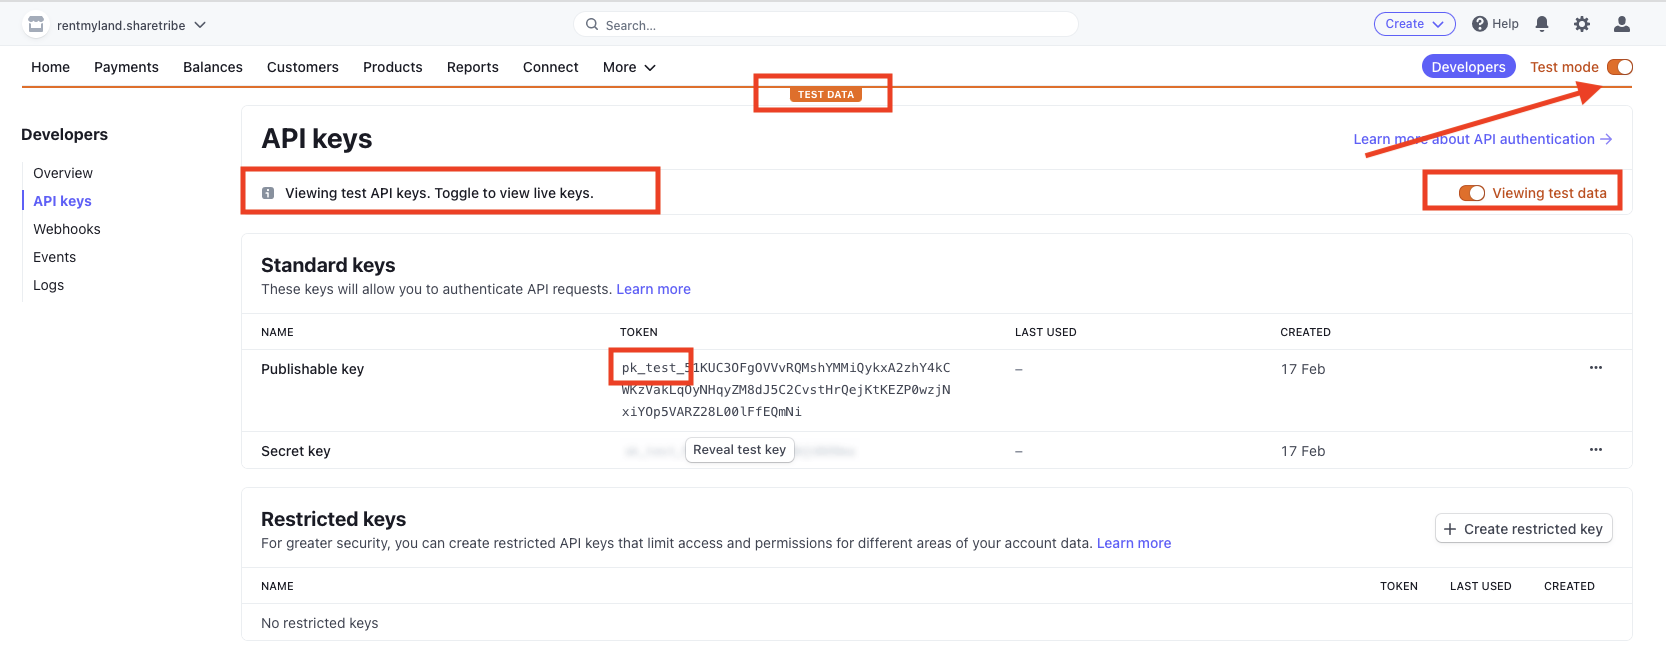 rentmyland.sharetribe
Search...
Create
Help
Home Payments Balances Customers Products Reports Connect More
Developers Test mode
TEST DATA
Developers
Overview
API keys
Webhooks
Events
Logs
API keys
Learn more about API authentication →
Viewing test API keys. Toggle to view live keys.
Viewing test data
Standard keys
These keys will allow you to authenticate API requests. Learn more
NAME TOKEN LAST USED CREATED
Publishable key pk_test_51KUC3OFgOVVvRQMshYMMiQykxA2zhY4kC – 17 Feb ...
WKzVakLqOyNHqyZM8dJ5C2CvstHrQejKtKEZP0wzjN
xiYOp5VARZ28L00lFfEQmNi
Secret key Reveal test key – 17 Feb ...
Restricted keys
For greater security, you can create restricted API keys that limit access and permissions for different areas of your account data. Learn more
+ Create restricted key
NAME TOKEN LAST USED CREATED
No restricted keys